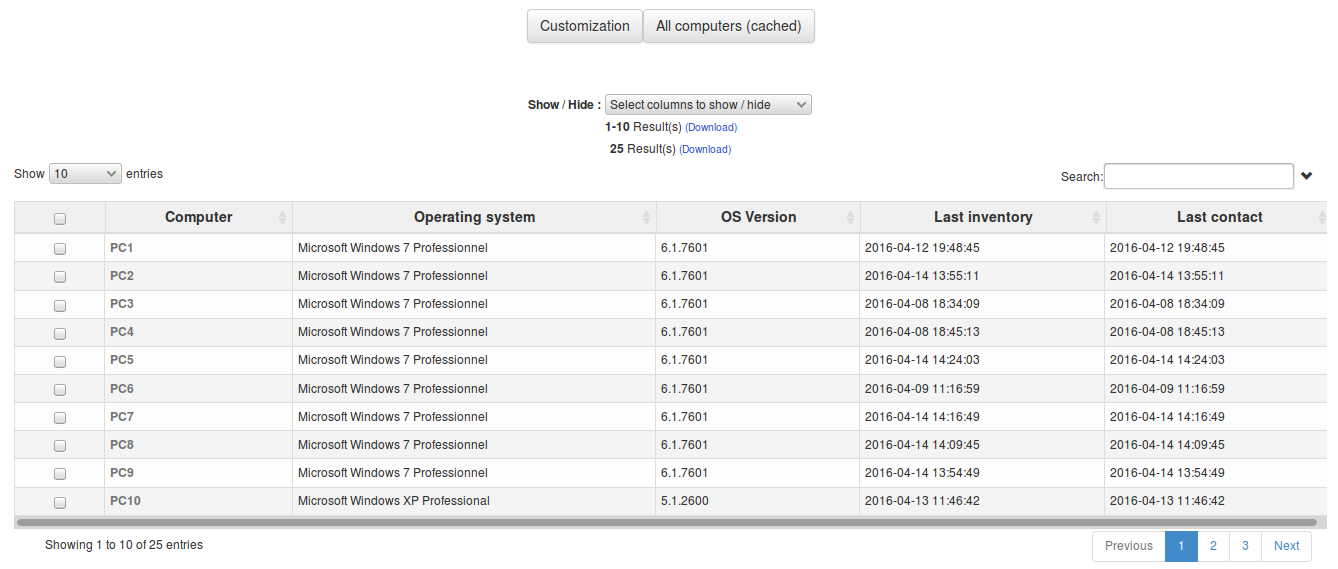 Customization All computers (cached)
Show / Hide : Select columns to show / hide
1-10 Result(s) (Download)
25 Result(s) (Download)
Show 10 entries Search:
Computer Operating system OS Version Last inventory Last contact
PC1 Microsoft Windows 7 Professionnel 6.1.7601 2016-04-12 19:48:45 2016-04-12 19:48:45
PC2 Microsoft Windows 7 Professionnel 6.1.7601 2016-04-14 13:55:11 2016-04-14 13:55:11
PC3 Microsoft Windows 7 Professionnel 6.1.7601 2016-04-08 18:34:09 2016-04-08 18:34:09
PC4 Microsoft Windows 7 Professionnel 6.1.7601 2016-04-08 18:45:13 2016-04-08 18:45:13
PC5 Microsoft Windows 7 Professionnel 6.1.7601 2016-04-14 14:24:03 2016-04-14 14:24:03
PC6 Microsoft Windows 7 Professionnel 6.1.7601 2016-04-09 11:16:59 2016-04-09 11:16:59
PC7 Microsoft Windows 7 Professionnel 6.1.7601 2016-04-14 14:16:49 2016-04-14 14:16:49
PC8 Microsoft Windows 7 Professionnel 6.1.7601 2016-04-14 14:09:45 2016-04-14 14:09:45
PC9 Microsoft Windows 7 Professionnel 6.1.7601 2016-04-14 13:54:49 2016-04-14 13:54:49
PC10 Microsoft Windows XP Professional 5.1.2600 2016-04-13 11:46:42 2016-04-13 11:46:42
Showing 1 to 10 of 25 entries Previous 1 2 3 Next